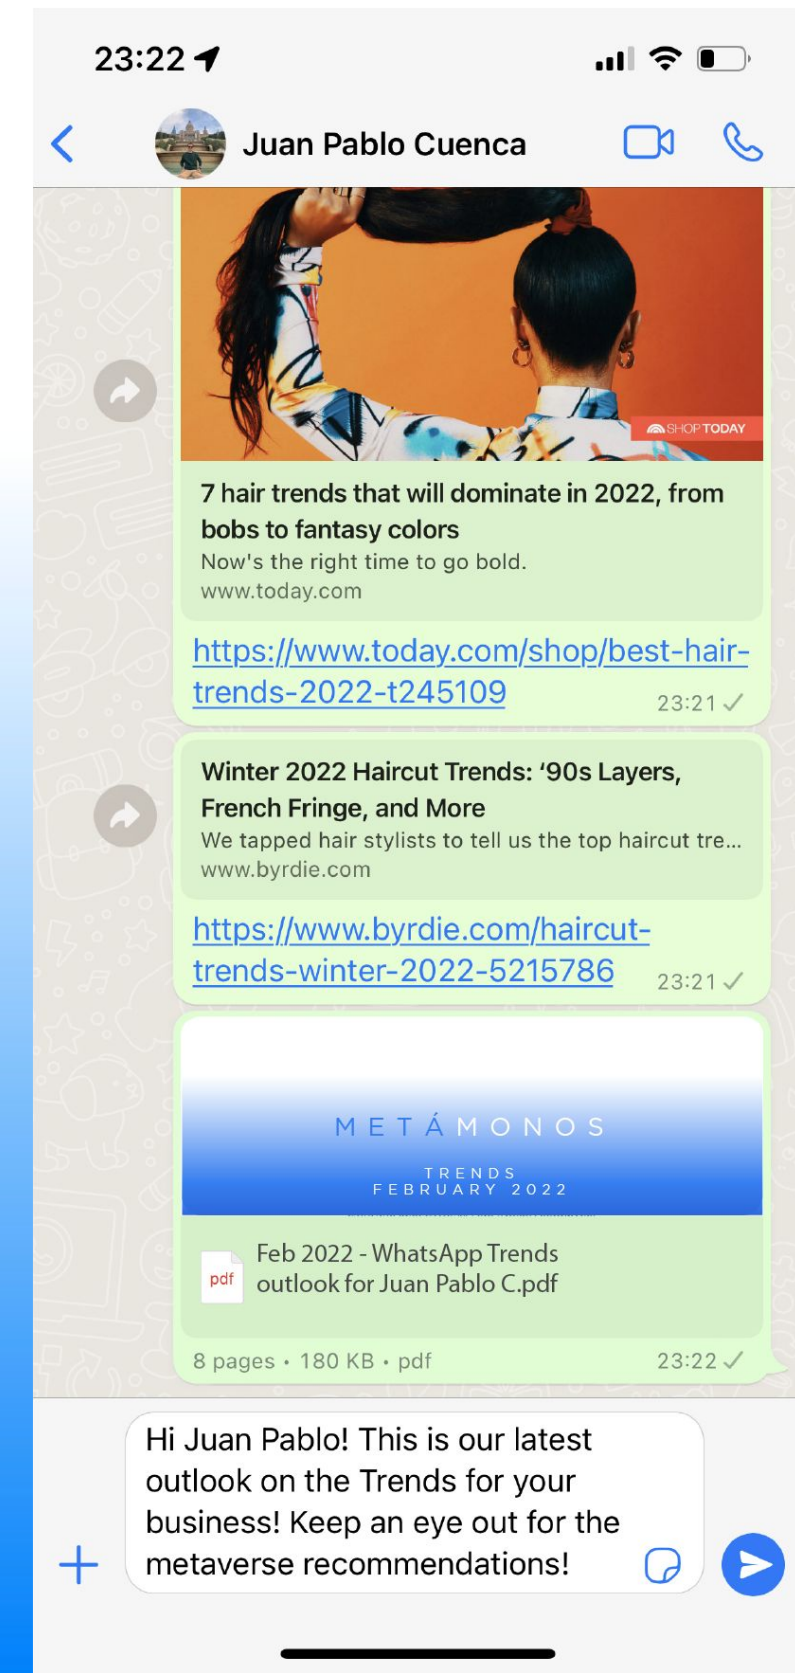 23:22
Juan Pablo Cuenca
SHOP TODAY
7 hair trends that will dominate in 2022, from
bobs to fantasy colors
Now's the right time to go bold.
www.today.com
https://www.today.com/shop/best-hair-
trends-2022-t245109
23:21
Winter 2022 Haircut Trends: ‘90s Layers,
French Fringe, and More
We tapped hair stylists to tell us the top haircut tre...
www.byrdie.com
https://www.byrdie.com/haircut-
trends-winter-2022-5215786
23:21
METÁMONOS
TRENDS
FEBRUARY 2022
pdf
Feb 2022 - WhatsApp Trends
outlook for Juan Pablo C.pdf
8 pages • 180 KB • pdf
23:22
Hi Juan Pablo! This is our latest
outlook on the Trends for your
business! Keep an eye out for the
metaverse recommendations!